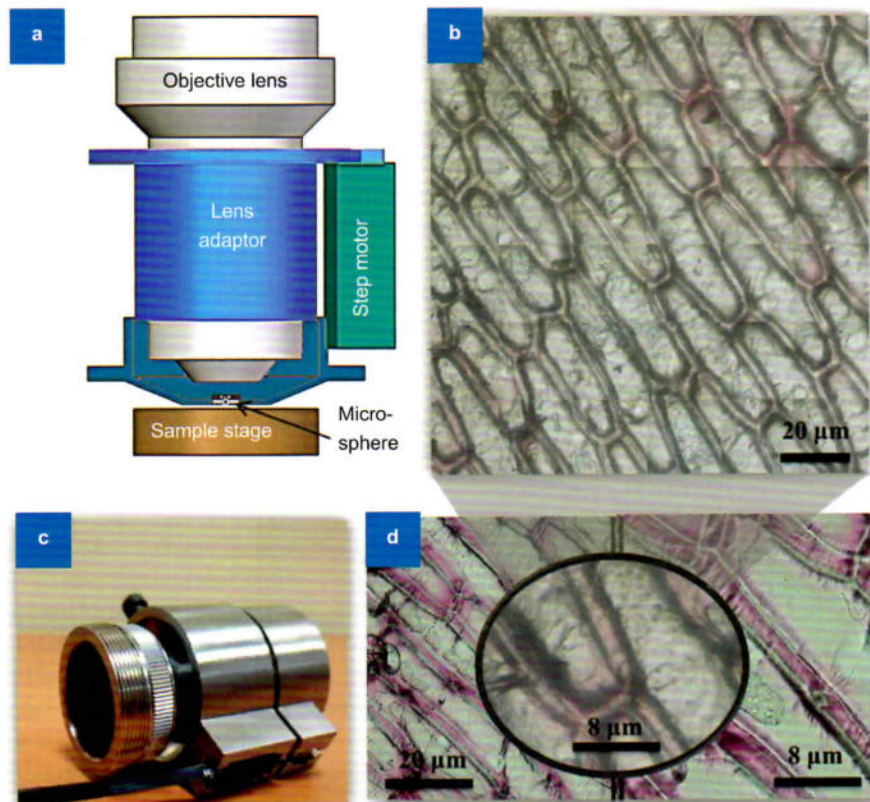 a
Objective lens
Lens
adaptor
Step motor
Micro-
sphere
Sample stage
b
20 µm
c
d
8 µm
20 µm
8 µm